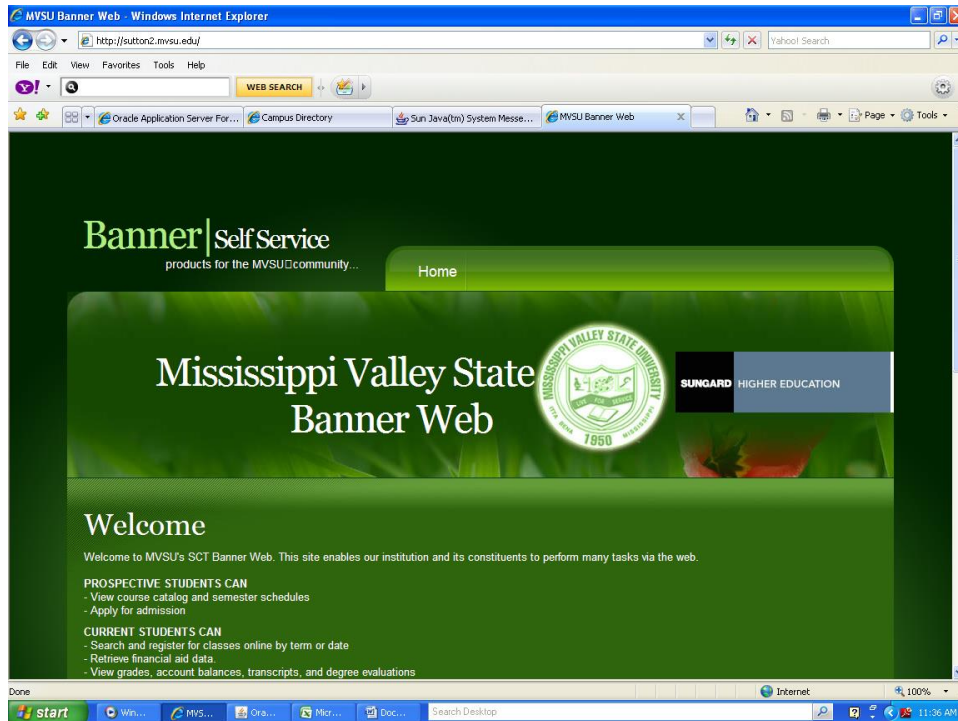 MVSU Banner Web - Windows Internet Explorer
http://sutton2.mvsu.edu/
Yahoo! Search
File Edit View Favorites Tools Help
Y! WEB SEARCH
Oracle Application Server For... Campus Directory Sun Java(tm) System Messe... MVSU Banner Web X Page Tools
Banner|Self Service
products for the MVSU□community...
Home
Mississippi Valley State
Banner Web
MISSISSIPPI VALLEY STATE UNIVERSITY
LIVE FOR SERVICE
ITTA BENA 1950 MISSISSIPPI
SUNGARD HIGHER EDUCATION
Welcome
Welcome to MVSU's SCT Banner Web. This site enables our institution and its constituents to perform many tasks via the web.
PROSPECTIVE STUDENTS CAN
- View course catalog and semester schedules
- Apply for admission
CURRENT STUDENTS CAN
- Search and register for classes online by term or date
- Retrieve financial aid data.
- View grades, account balances, transcripts, and degree evaluations
Done Internet 100%
start Win... MVS... Ora... Micr... Doc... Search Desktop 11:36 AM